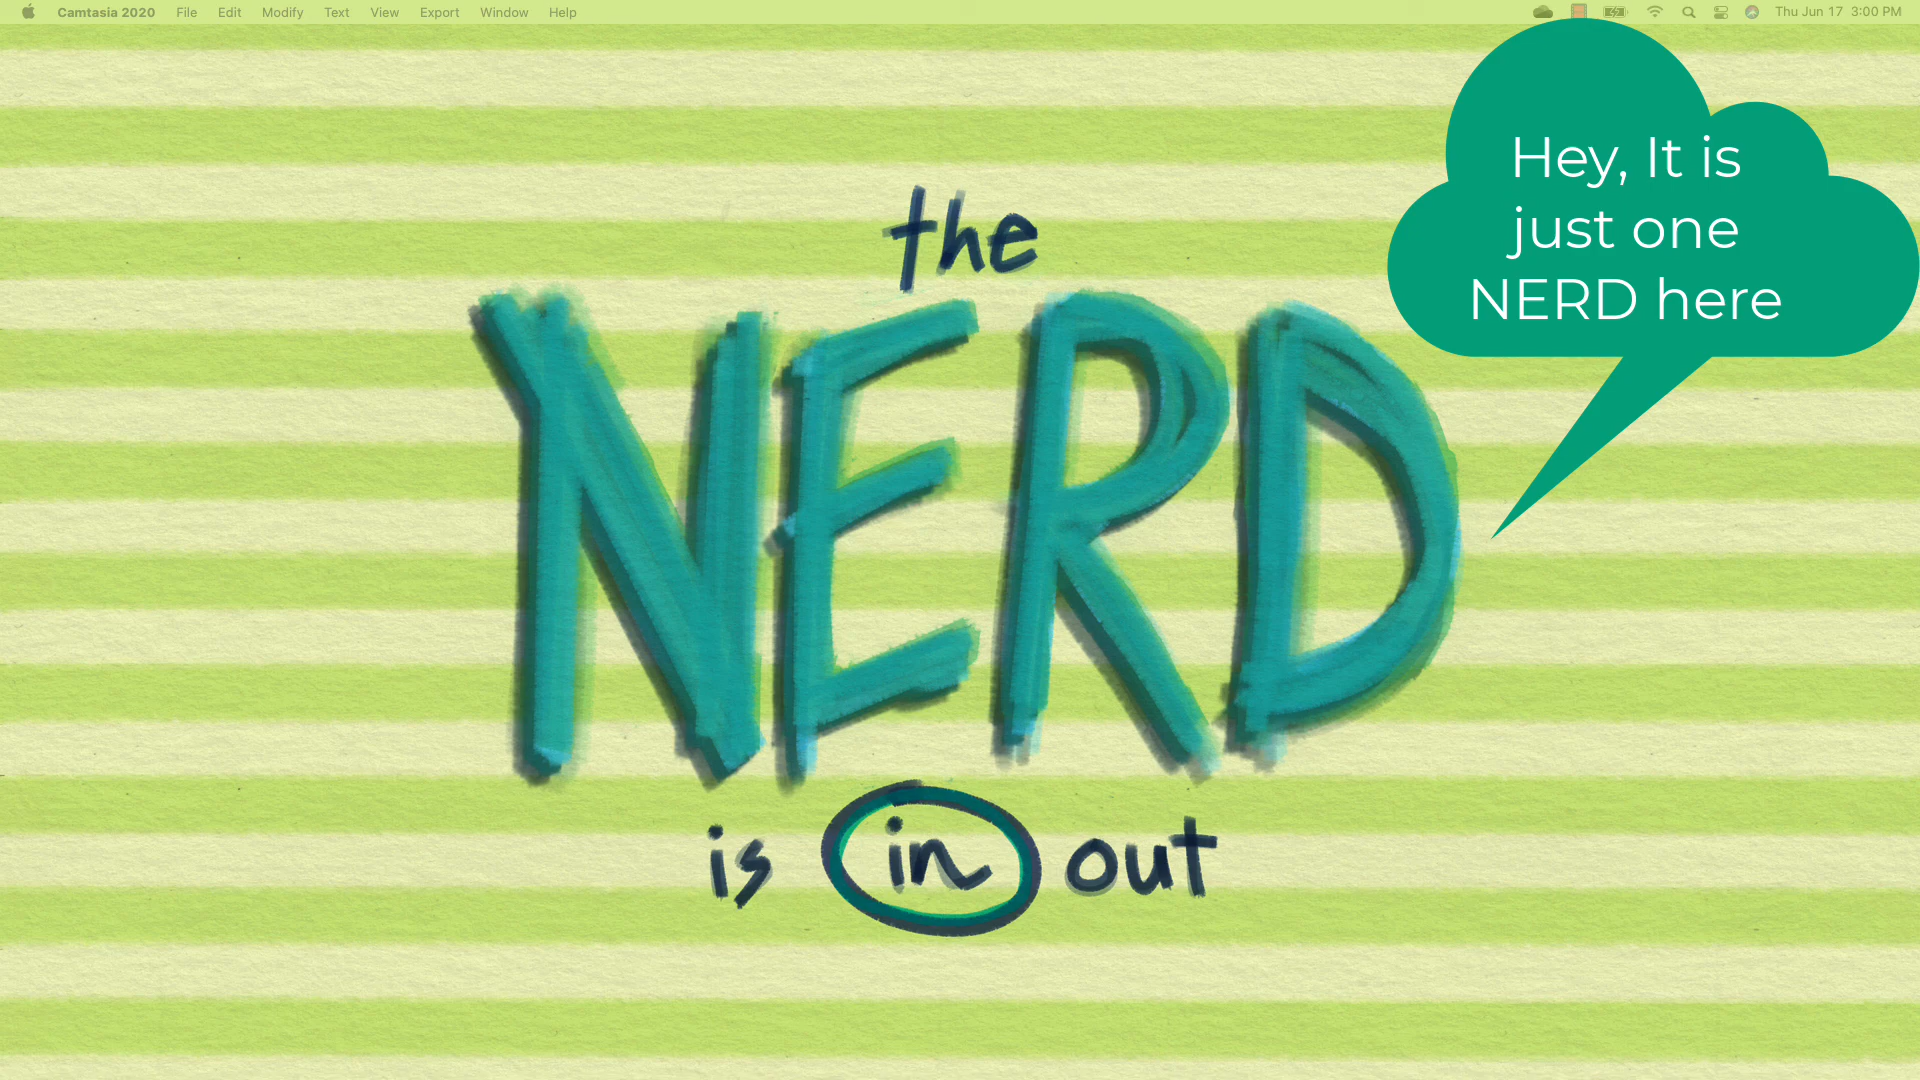 Camtasia 2020 File Edit Modify Text View Export Window Help Thu Jun 17 3:00 PM
Hey, It is
just one
NERD here
the
NERD
is in out